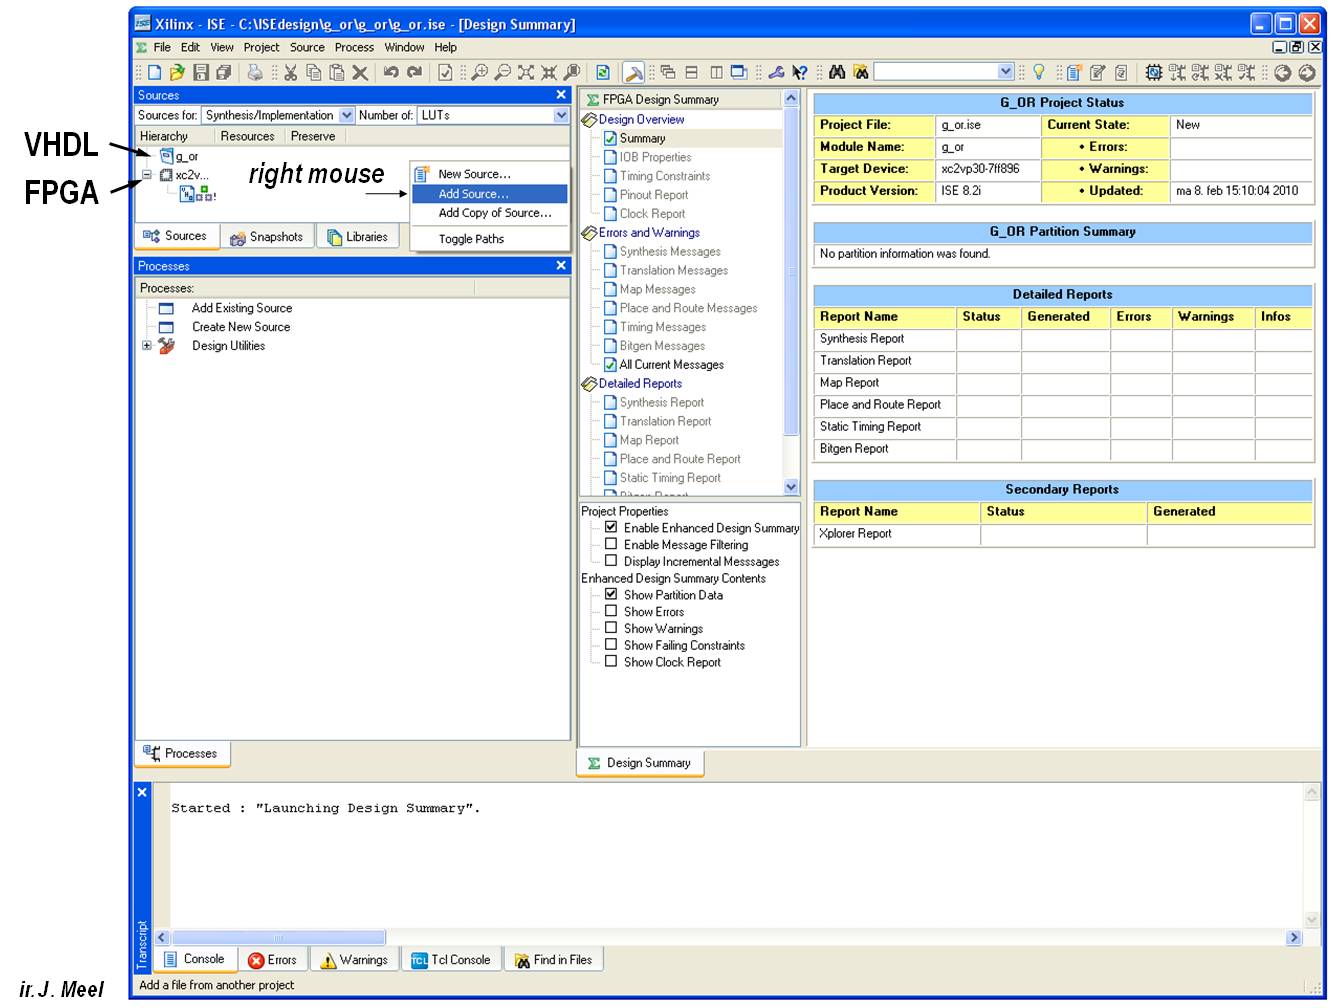 Xilinx - ISE - C:\ISEdesign\g_or\g_or\g_or.ise - [Design Summary]
File Edit View Project Source Process Window Help
Sources
Sources for: Synthesis/Implementation Number of: LUTs
Hierarchy Resources Preserve
VHDL
g_or
FPGA
xc2v...
right mouse
New Source...
Add Source...
Add Copy of Source...
Toggle Paths
Sources Snapshots Libraries
Processes
Processes:
Add Existing Source
Create New Source
Design Utilities
Processes
FPGA Design Summary
Design Overview
Summary
IOB Properties
Timing Constraints
Pinout Report
Clock Report
Errors and Warnings
Synthesis Messages
Translation Messages
Map Messages
Place and Route Messages
Timing Messages
Bitgen Messages
All Current Messages
Detailed Reports
Synthesis Report
Translation Report
Map Report
Place and Route Report
Static Timing Report
Bitgen Report
Project Properties
Enable Enhanced Design Summary
Enable Message Filtering
Display Incremental Messsages
Enhanced Design Summary Contents
Show Partition Data
Show Errors
Show Warnings
Show Failing Constraints
Show Clock Report
Design Summary
G_OR Project Status
Project File: g_or.ise Current State: New
Module Name: g_or • Errors:
Target Device: xc2vp30-7ff896 • Warnings:
Product Version: ISE 8.2i • Updated: ma 8. feb 15:10:04 2010
G_OR Partition Summary
No partition information was found.
Detailed Reports
Report Name Status Generated Errors Warnings Infos
Synthesis Report
Translation Report
Map Report
Place and Route Report
Static Timing Report
Bitgen Report
Secondary Reports
Report Name Status Generated
Xplorer Report
Started : "Launching Design Summary".
Transcript
Console Errors Warnings Tcl Console Find in Files
Add a file from another project
ir. J. Meel